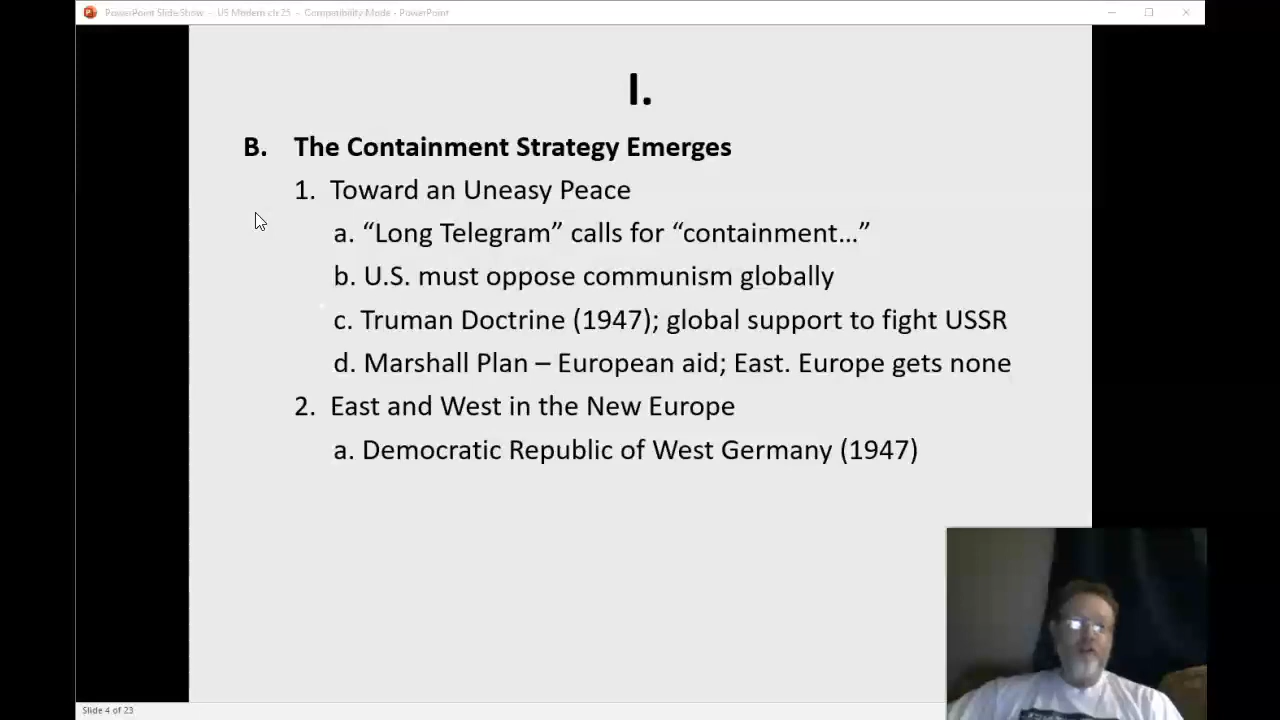 PowerPoint Slide Show - US Modern ch 25 - Compatibility Mode - PowerPoint
I.
B. The Containment Strategy Emerges
1. Toward an Uneasy Peace
a. “Long Telegram” calls for “containment…”
b. U.S. must oppose communism globally
c. Truman Doctrine (1947); global support to fight USSR
d. Marshall Plan – European aid; East. Europe gets none
2. East and West in the New Europe
a. Democratic Republic of West Germany (1947)
Slide 4 of 23